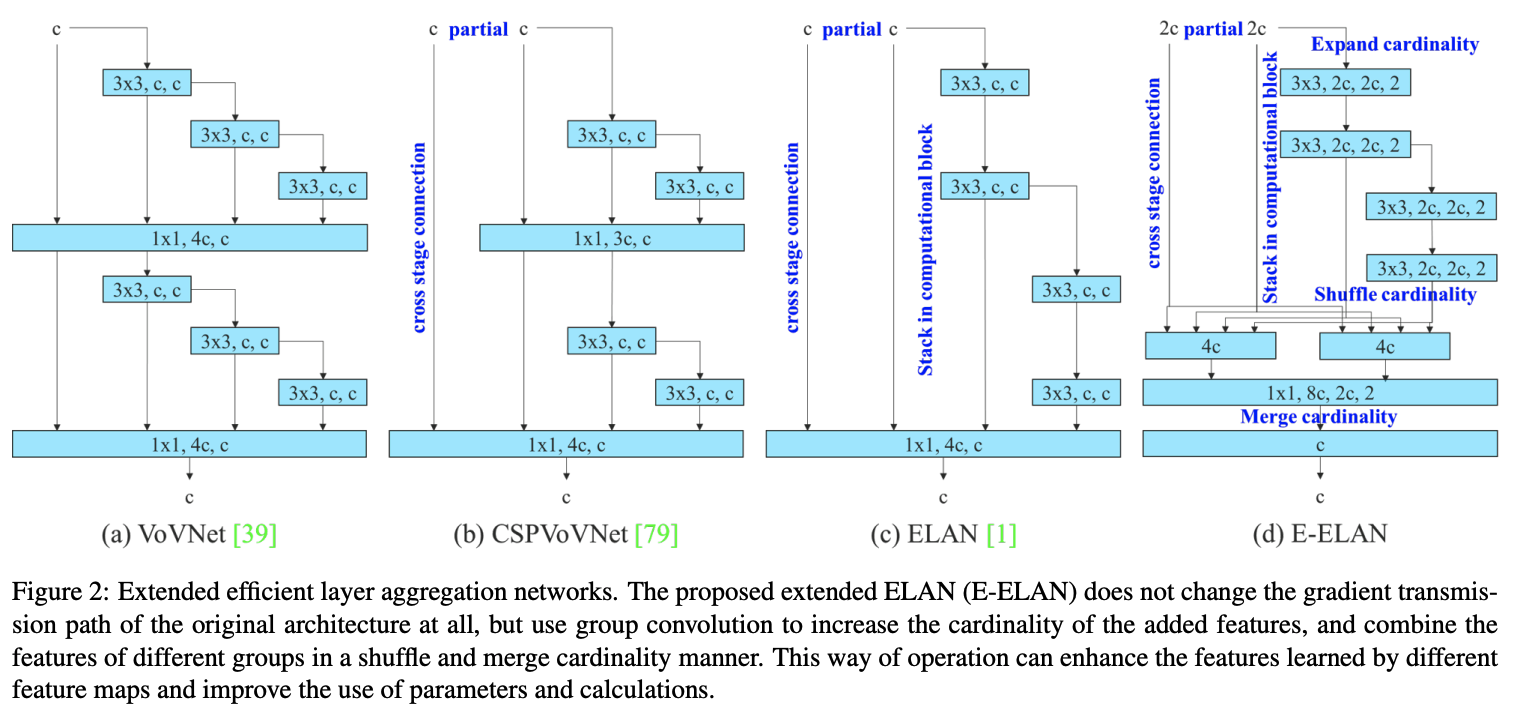 c
3x3, c, c
3x3, c, c
3x3, c, c
1x1, 4c, c
3x3, c, c
3x3, c, c
3x3, c, c
1x1, 4c, c
c
(a) VoVNet [39]
c partial c
cross stage connection
3x3, c, c
3x3, c, c
1x1, 3c, c
3x3, c, c
3x3, c, c
1x1, 4c, c
c
(b) CSPVoVNet [79]
c partial c
cross stage connection
Stack in computational block
3x3, c, c
3x3, c, c
3x3, c, c
3x3, c, c
1x1, 4c, c
c
(c) ELAN [1]
2c partial 2c
Expand cardinality
cross stage connection
Stack in computational block
3x3, 2c, 2c, 2
3x3, 2c, 2c, 2
3x3, 2c, 2c, 2
3x3, 2c, 2c, 2
Shuffle cardinality
4c
4c
1x1, 8c, 2c, 2
Merge cardinality
c
c
(d) E-ELAN
Figure 2: Extended efficient layer aggregation networks. The proposed extended ELAN (E-ELAN) does not change the gradient transmis-
sion path of the original architecture at all, but use group convolution to increase the cardinality of the added features, and combine the
features of different groups in a shuffle and merge cardinality manner. This way of operation can enhance the features learned by different
feature maps and improve the use of parameters and calculations.